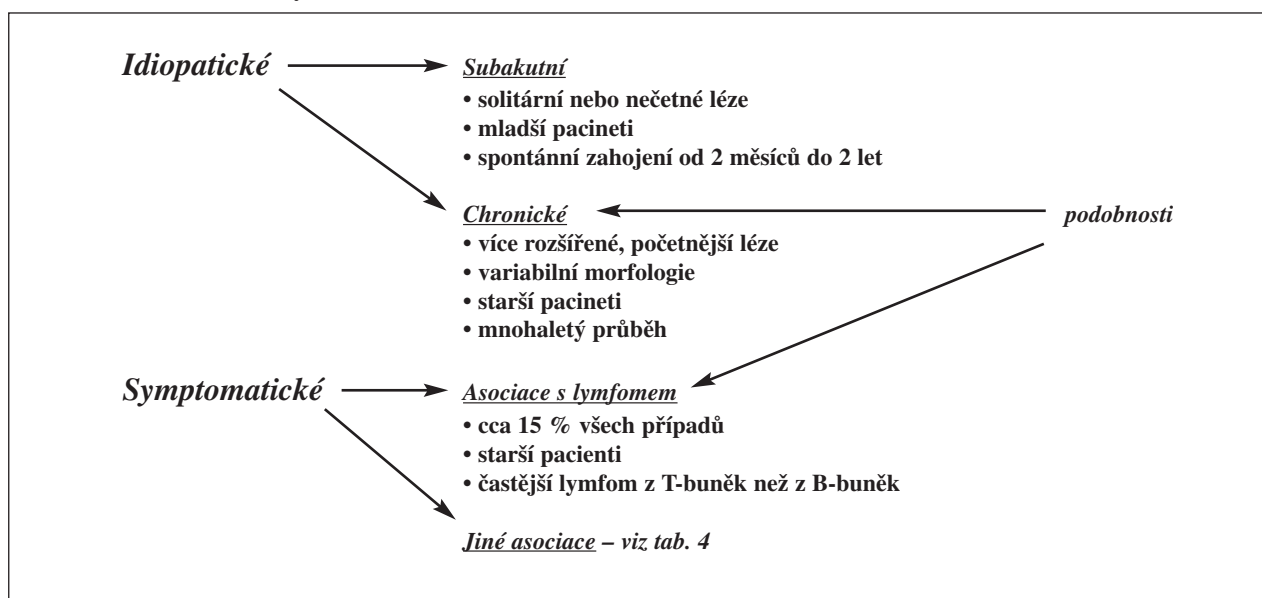 Idiopatické
Subakutní
• solitární nebo nečetné léze
• mladší pacineti
• spontánní zahojení od 2 měsíců do 2 let
Chronické
podobnosti
• více rozšířené, početnější léze
• variabilní morfologie
• starší pacineti
• mnohaletý průběh
Symptomatické
Asociace s lymfomem
• cca 15 % všech případů
• starší pacienti
• častější lymfom z T-buněk než z B-buněk
Jiné asociace – viz tab. 4